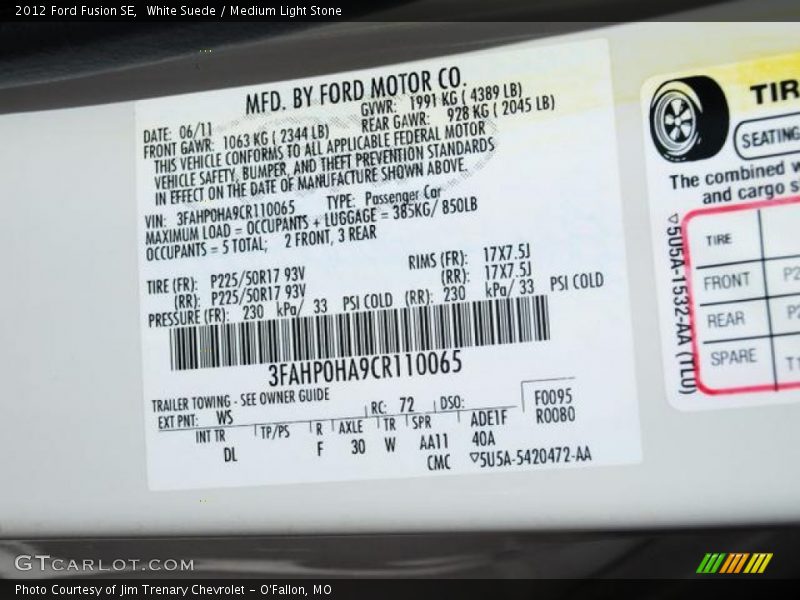 2012 Ford Fusion SE,  White Suede / Medium Light Stone
MFD. BY FORD MOTOR CO.
DATE: 06/11
GVWR: 1991 KG ( 4389 LB)
FRONT GAWR: 1063 KG ( 2344 LB)
REAR GAWR: 928 KG ( 2045 LB)
THIS VEHICLE CONFORMS TO ALL APPLICABLE FEDERAL MOTOR
VEHICLE SAFETY, BUMPER, AND THEFT PREVENTION STANDARDS
IN EFFECT ON THE DATE OF MANUFACTURE SHOWN ABOVE.
VIN: 3FAHP0HA9CR110065 TYPE: Passenger Car
MAXIMUM LOAD = OCCUPANTS + LUGGAGE = 385KG/ 850LB
OCCUPANTS = 5 TOTAL; 2 FRONT, 3 REAR
TIRE (FR): P225/50R17 93V RIMS (FR): 17X7.5J
(RR): P225/50R17 93V (RR): 17X7.5J
PRESSURE (FR): 230 kPa/ 33 PSI COLD (RR): 230 kPa/ 33 PSI COLD
3FAHP0HA9CR110065
TRAILER TOWING - SEE OWNER GUIDE
EXT PNT: WS RC: 72 DSO: F0095
INT TR TP/PS R AXLE TR SPR ADE1F R0080
DL F 30 W AA11 40A
CMC ▽5U5A-5420472-AA
TIR
SEATING
The combined w
and cargo s
▽5U5A-1532-AA (TLU)
TIRE
FRONT P2
REAR P2
SPARE T1
GTCARLOT.COM
Photo Courtesy of Jim Trenary Chevrolet - O'Fallon, MO